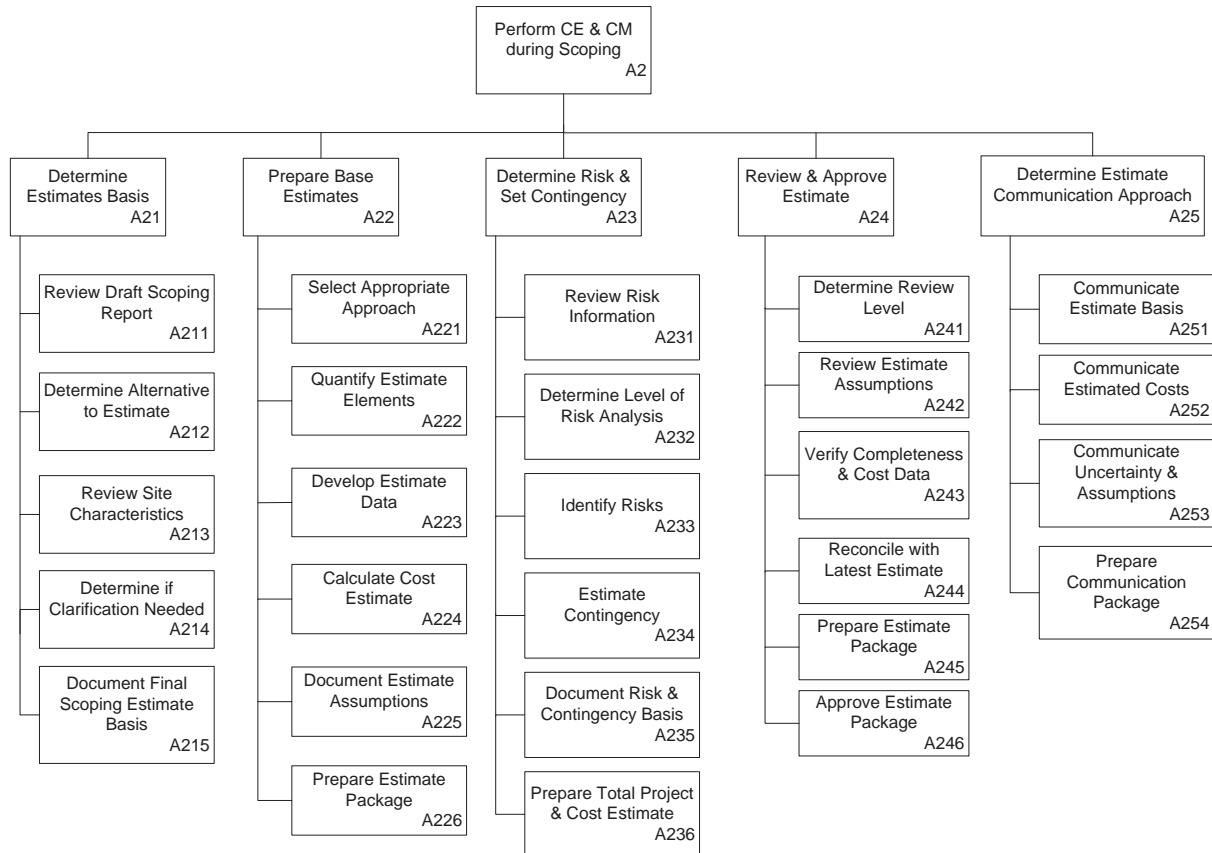 Perform CE & CM
during Scoping
A2
Determine
Estimates Basis
A21
Prepare Base
Estimates
A22
Determine Risk &
Set Contingency
A23
Review & Approve
Estimate
A24
Determine Estimate
Communication Approach
A25
Review Draft Scoping
Report
A211
Determine Alternative
to Estimate
A212
Review Site
Characteristics
A213
Determine if
Clarification Needed
A214
Document Final
Scoping Estimate
Basis
A215
Select Appropriate
Approach
A221
Quantify Estimate
Elements
A222
Develop Estimate
Data
A223
Calculate Cost
Estimate
A224
Document Estimate
Assumptions
A225
Prepare Estimate
Package
A226
Review Risk
Information
A231
Determine Level of
Risk Analysis
A232
Identify Risks
A233
Estimate
Contingency
A234
Document Risk &
Contingency Basis
A235
Prepare Total Project
& Cost Estimate
A236
Determine Review
Level
A241
Review Estimate
Assumptions
A242
Verify Completeness
& Cost Data
A243
Reconcile with
Latest Estimate
A244
Prepare Estimate
Package
A245
Approve Estimate
Package
A246
Communicate
Estimate Basis
A251
Communicate
Estimated Costs
A252
Communicate
Uncertainty &
Assumptions
A253
Prepare
Communication
Package
A254